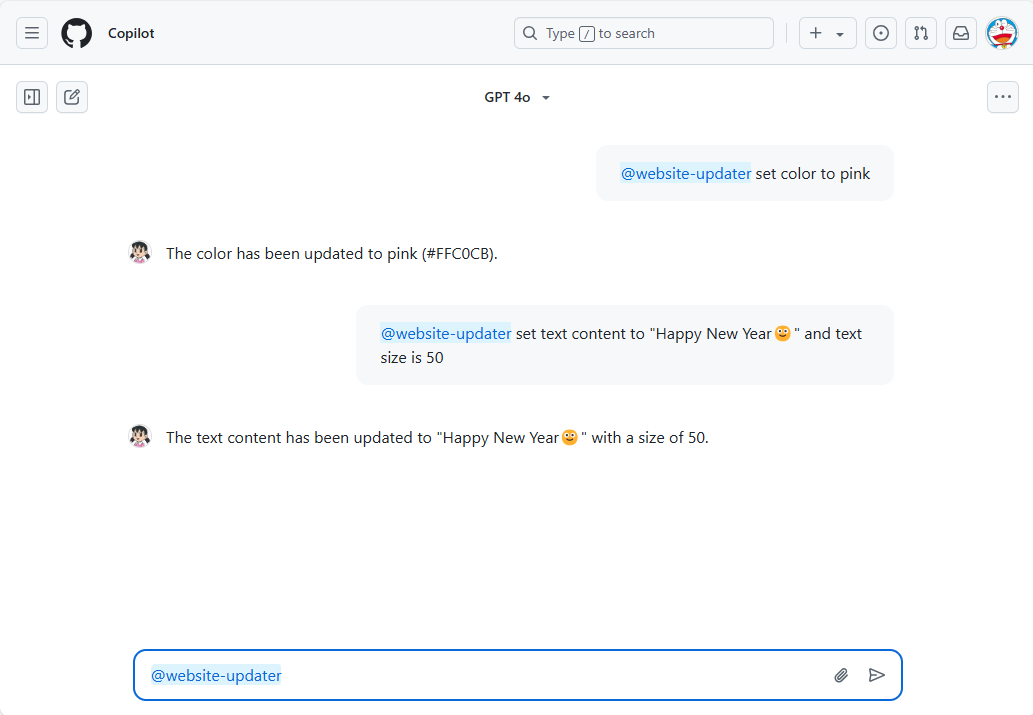 Copilot
Type / to search
GPT 4o
@website-updater set color to pink
The color has been updated to pink (#FFC0CB).
@website-updater set text content to "Happy New Year🙂" and text
size is 50
The text content has been updated to "Happy New Year🙂" with a size of 50.
@website-updater